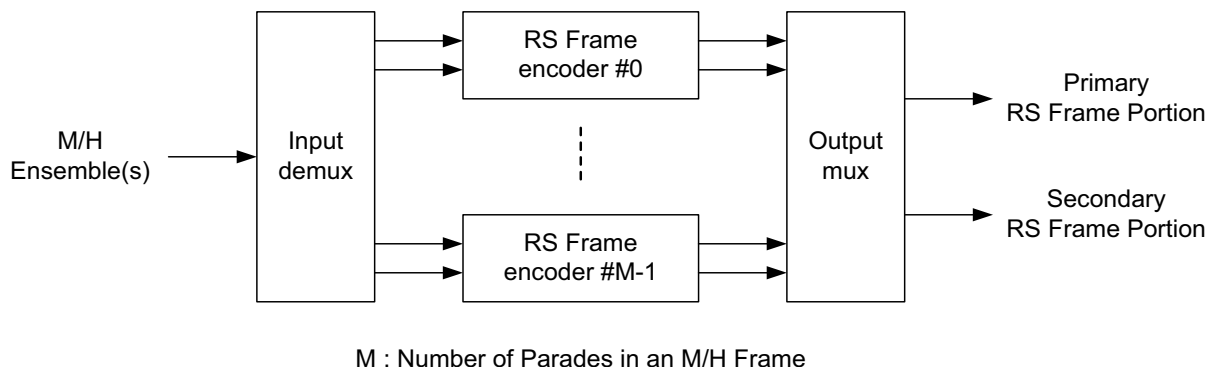 M/H
Ensemble(s)
Input
demux
RS Frame
encoder #0
RS Frame
encoder #M-1
Output
mux
Primary
RS Frame Portion
Secondary
RS Frame Portion
M : Number of Parades in an M/H Frame